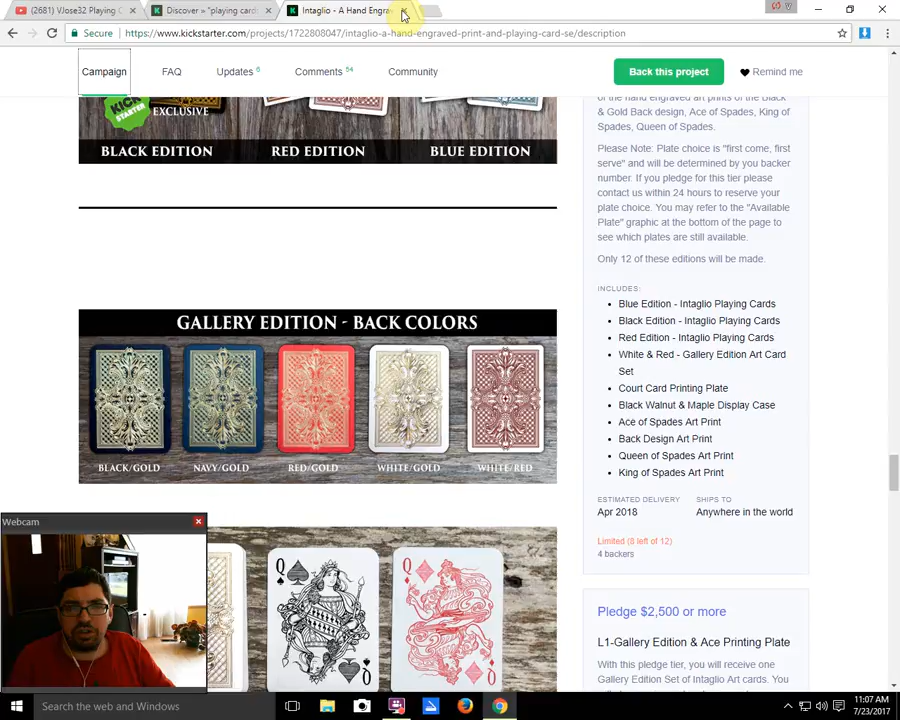 (2681) VJose32 Playing C
Discover » "playing card
Intaglio - A Hand Engrav
Secure
https://www.kickstarter.com/projects/1722808047/intaglio-a-hand-engraved-print-and-playing-card-se/description
Campaign
FAQ
Updates 6
Comments 54
Community
Back this project
Remind me
KICK
STARTER
EXCLUSIVE
BLACK EDITION
RED EDITION
BLUE EDITION
GALLERY EDITION - BACK COLORS
BLACK/GOLD
NAVY/GOLD
RED/GOLD
WHITE/GOLD
WHITE/RED
Q
Q
Q
Q
of the hand engraved art prints of the Black
& Gold Back design, Ace of Spades, King of
Spades, Queen of Spades.
Please Note: Plate choice is "first come, first
serve" and will be determined by you backer
number. If you pledge for this tier please
contact us within 24 hours to reserve your
plate choice. You may refer to the "Available
Plate" graphic at the bottom of the page to
see which plates are still available.
Only 12 of these editions will be made.
INCLUDES:
• Blue Edition - Intaglio Playing Cards
• Black Edition - Intaglio Playing Cards
• Red Edition - Intaglio Playing Cards
• White & Red - Gallery Edition Art Card
Set
• Court Card Printing Plate
• Black Walnut & Maple Display Case
• Ace of Spades Art Print
• Back Design Art Print
• Queen of Spades Art Print
• King of Spades Art Print
ESTIMATED DELIVERY
SHIPS TO
Apr 2018
Anywhere in the world
Limited (8 left of 12)
4 backers
Pledge $2,500 or more
L1-Gallery Edition & Ace Printing Plate
With this pledge tier, you will receive one
Gallery Edition Set of Intaglio Art cards. You
Webcam
Search the web and Windows
11:07 AM
7/23/2017